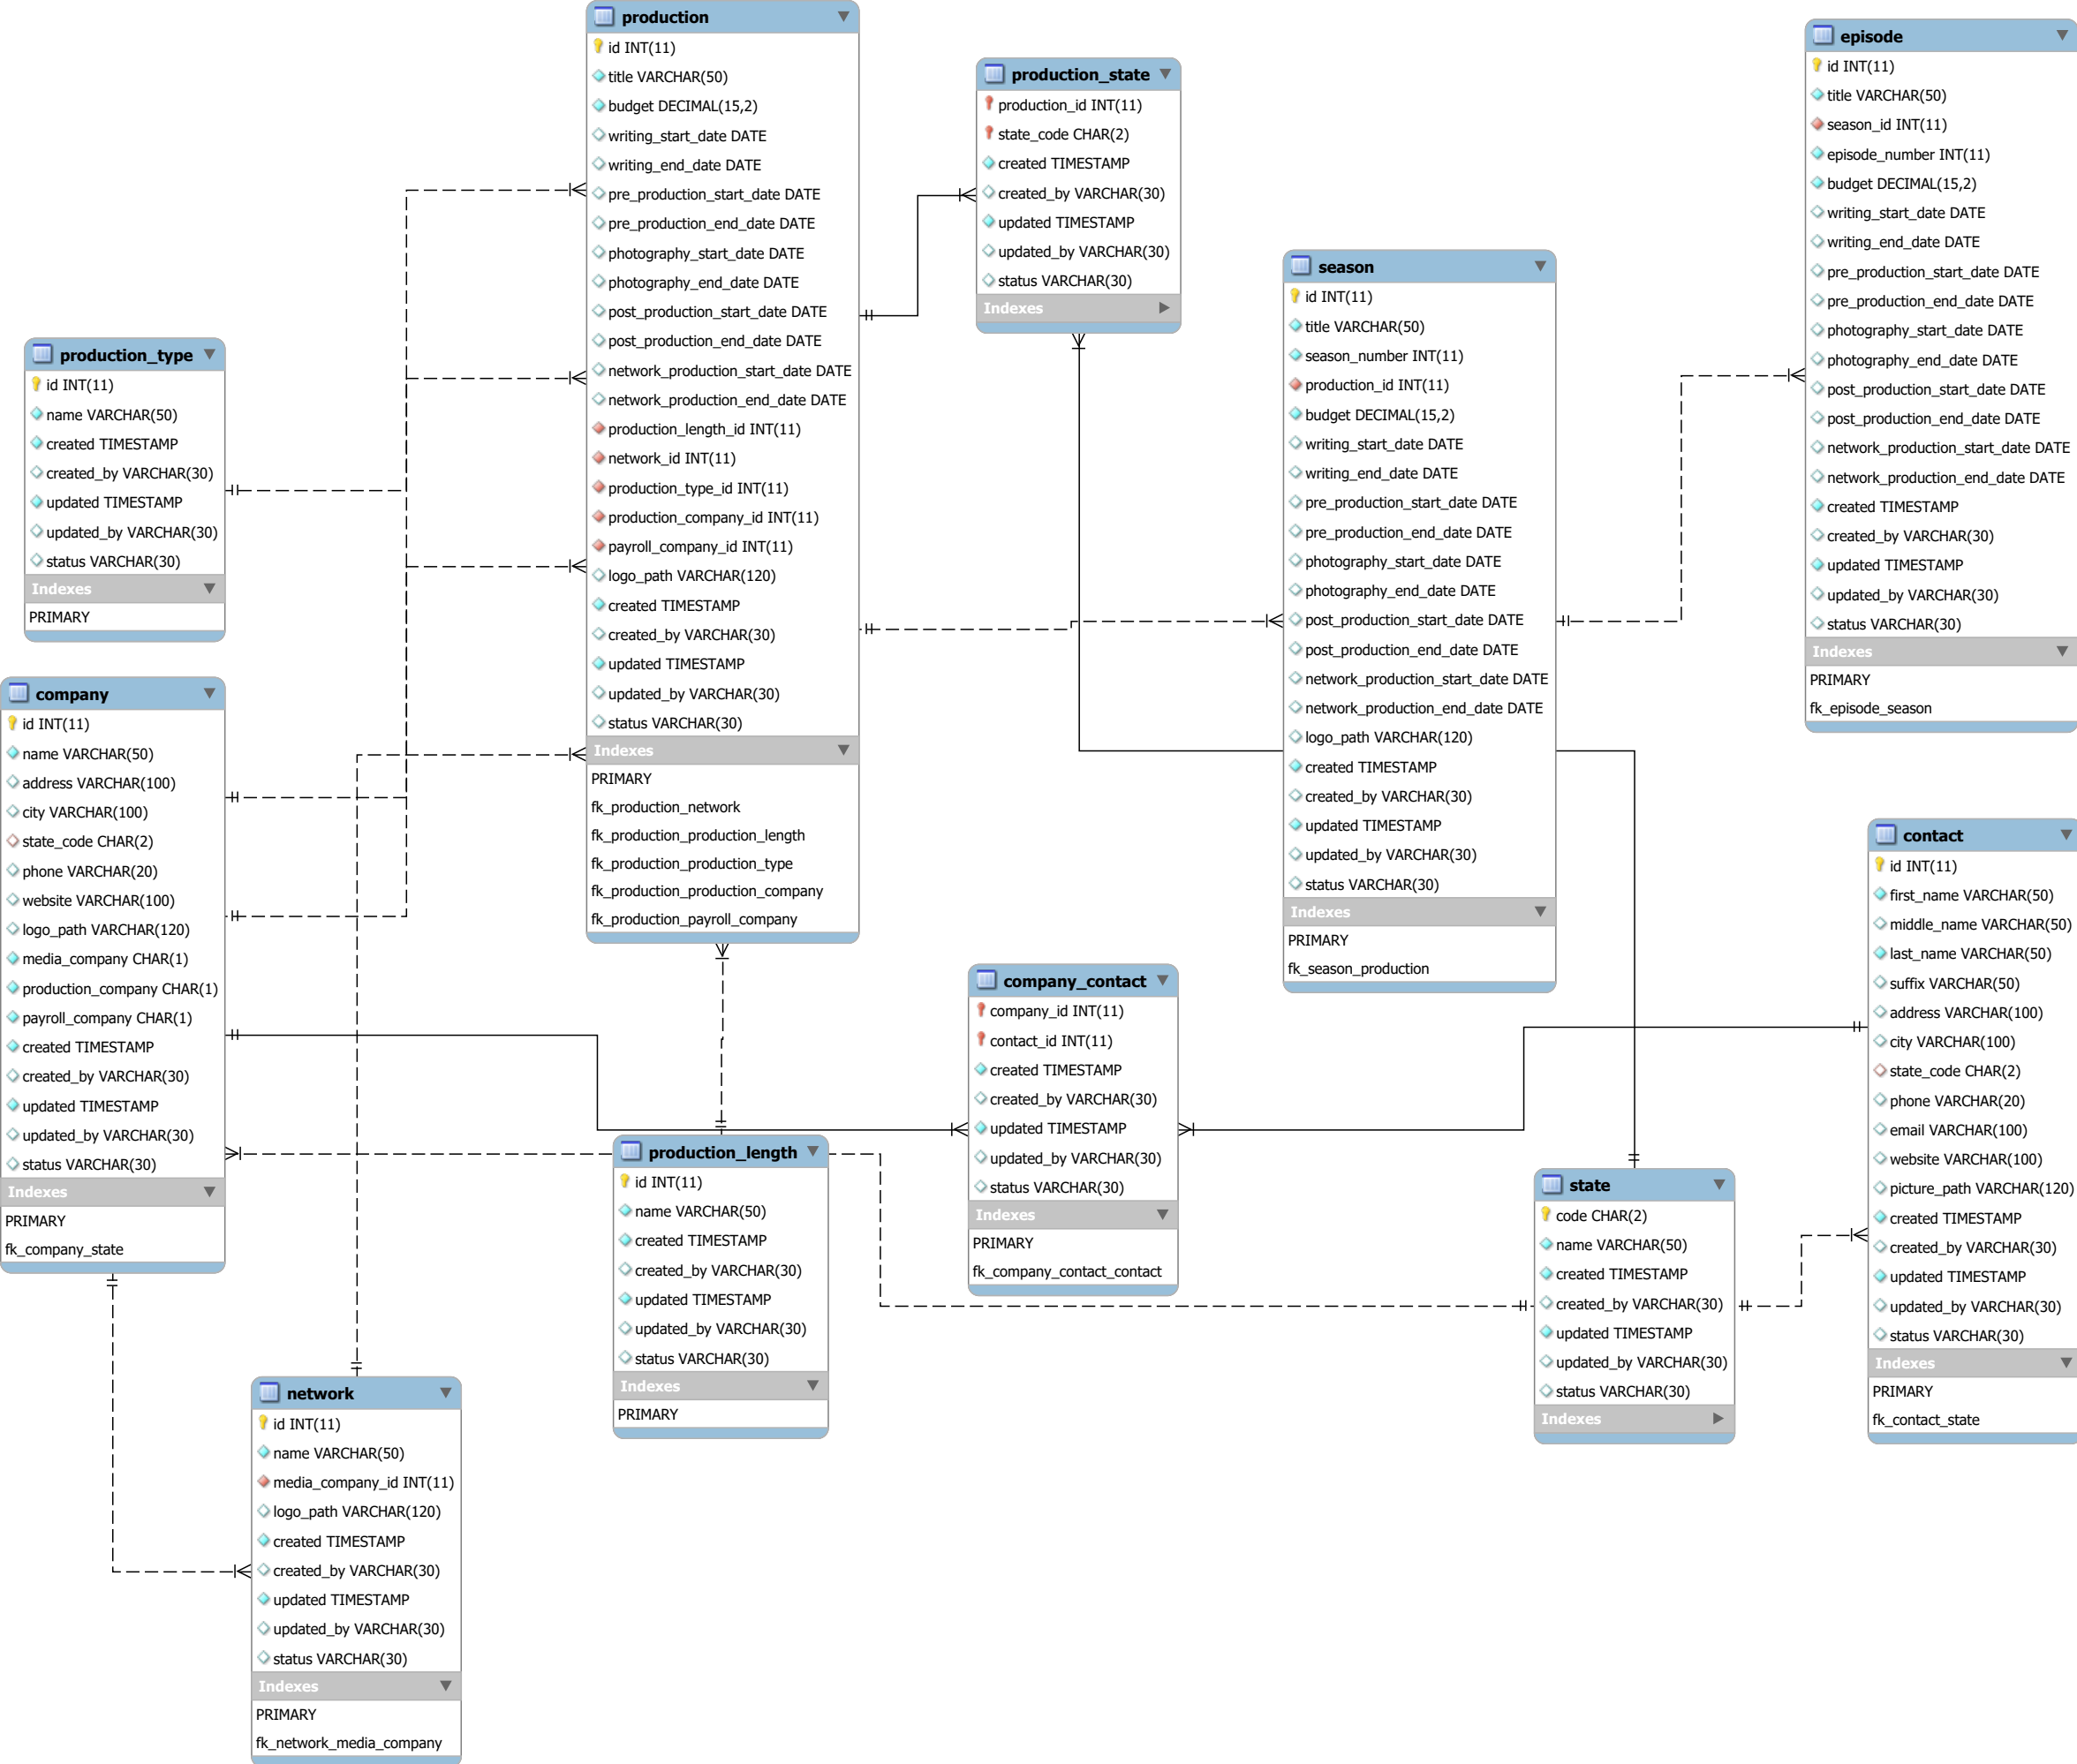 production
id INT(11)
title VARCHAR(50)
budget DECIMAL(15,2)
writing_start_date DATE
writing_end_date DATE
pre_production_start_date DATE
pre_production_end_date DATE
photography_start_date DATE
photography_end_date DATE
post_production_start_date DATE
post_production_end_date DATE
network_production_start_date DATE
network_production_end_date DATE
production_length_id INT(11)
network_id INT(11)
production_type_id INT(11)
production_company_id INT(11)
payroll_company_id INT(11)
logo_path VARCHAR(120)
created TIMESTAMP
created_by VARCHAR(30)
updated TIMESTAMP
updated_by VARCHAR(30)
status VARCHAR(30)
Indexes
PRIMARY
fk_production_network
fk_production_production_length
fk_production_production_type
fk_production_production_company
fk_production_payroll_company
production_state
production_id INT(11)
state_code CHAR(2)
created TIMESTAMP
created_by VARCHAR(30)
updated TIMESTAMP
updated_by VARCHAR(30)
status VARCHAR(30)
Indexes
episode
id INT(11)
title VARCHAR(50)
season_id INT(11)
episode_number INT(11)
budget DECIMAL(15,2)
writing_start_date DATE
writing_end_date DATE
pre_production_start_date DATE
pre_production_end_date DATE
photography_start_date DATE
photography_end_date DATE
post_production_start_date DATE
post_production_end_date DATE
network_production_start_date DATE
network_production_end_date DATE
created TIMESTAMP
created_by VARCHAR(30)
updated TIMESTAMP
updated_by VARCHAR(30)
status VARCHAR(30)
Indexes
PRIMARY
fk_episode_season
season
id INT(11)
title VARCHAR(50)
season_number INT(11)
production_id INT(11)
budget DECIMAL(15,2)
writing_start_date DATE
writing_end_date DATE
pre_production_start_date DATE
pre_production_end_date DATE
photography_start_date DATE
photography_end_date DATE
post_production_start_date DATE
post_production_end_date DATE
network_production_start_date DATE
network_production_end_date DATE
logo_path VARCHAR(120)
created TIMESTAMP
created_by VARCHAR(30)
updated TIMESTAMP
updated_by VARCHAR(30)
status VARCHAR(30)
Indexes
PRIMARY
fk_season_production
production_type
id INT(11)
name VARCHAR(50)
created TIMESTAMP
created_by VARCHAR(30)
updated TIMESTAMP
updated_by VARCHAR(30)
status VARCHAR(30)
Indexes
PRIMARY
company
id INT(11)
name VARCHAR(50)
address VARCHAR(100)
city VARCHAR(100)
state_code CHAR(2)
phone VARCHAR(20)
website VARCHAR(100)
logo_path VARCHAR(120)
media_company CHAR(1)
production_company CHAR(1)
payroll_company CHAR(1)
created TIMESTAMP
created_by VARCHAR(30)
updated TIMESTAMP
updated_by VARCHAR(30)
status VARCHAR(30)
Indexes
PRIMARY
fk_company_state
contact
id INT(11)
first_name VARCHAR(50)
middle_name VARCHAR(50)
last_name VARCHAR(50)
suffix VARCHAR(50)
address VARCHAR(100)
city VARCHAR(100)
state_code CHAR(2)
phone VARCHAR(20)
email VARCHAR(100)
website VARCHAR(100)
picture_path VARCHAR(120)
created TIMESTAMP
created_by VARCHAR(30)
updated TIMESTAMP
updated_by VARCHAR(30)
status VARCHAR(30)
Indexes
PRIMARY
fk_contact_state
company_contact
company_id INT(11)
contact_id INT(11)
created TIMESTAMP
created_by VARCHAR(30)
updated TIMESTAMP
updated_by VARCHAR(30)
status VARCHAR(30)
Indexes
PRIMARY
fk_company_contact_contact
production_length
id INT(11)
name VARCHAR(50)
created TIMESTAMP
created_by VARCHAR(30)
updated TIMESTAMP
updated_by VARCHAR(30)
status VARCHAR(30)
Indexes
PRIMARY
state
code CHAR(2)
name VARCHAR(50)
created TIMESTAMP
created_by VARCHAR(30)
updated TIMESTAMP
updated_by VARCHAR(30)
status VARCHAR(30)
Indexes
network
id INT(11)
name VARCHAR(50)
media_company_id INT(11)
logo_path VARCHAR(120)
created TIMESTAMP
created_by VARCHAR(30)
updated TIMESTAMP
updated_by VARCHAR(30)
status VARCHAR(30)
Indexes
PRIMARY
fk_network_media_company